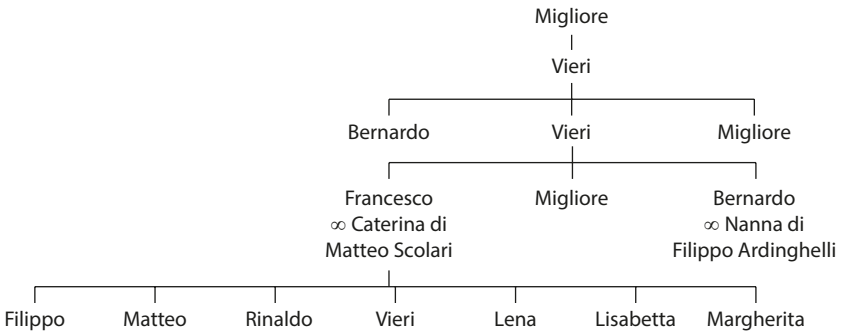 Migliore
Vieri
Bernardo Vieri Migliore
Francesco Migliore Bernardo
∞ Caterina di ∞ Nanna di
Matteo Scolari Filippo Ardinghelli
Filippo Matteo Rinaldo Vieri Lena Lisabetta Margherita